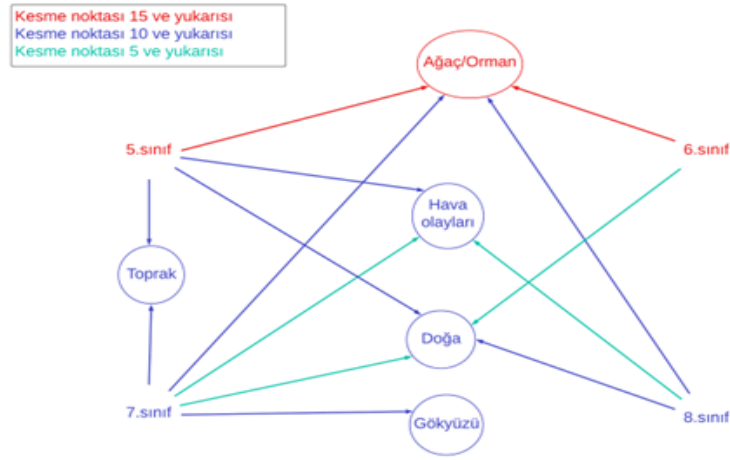 Kesme noktası 15 ve yukarısı
Kesme noktası 10 ve yukarısı
Kesme noktası 5 ve yukarısı
Ağaç/Orman
5.sınıf
6.sınıf
Hava
olayları
Toprak
Doğa
7.sınıf
Gökyüzü
8.sınıf